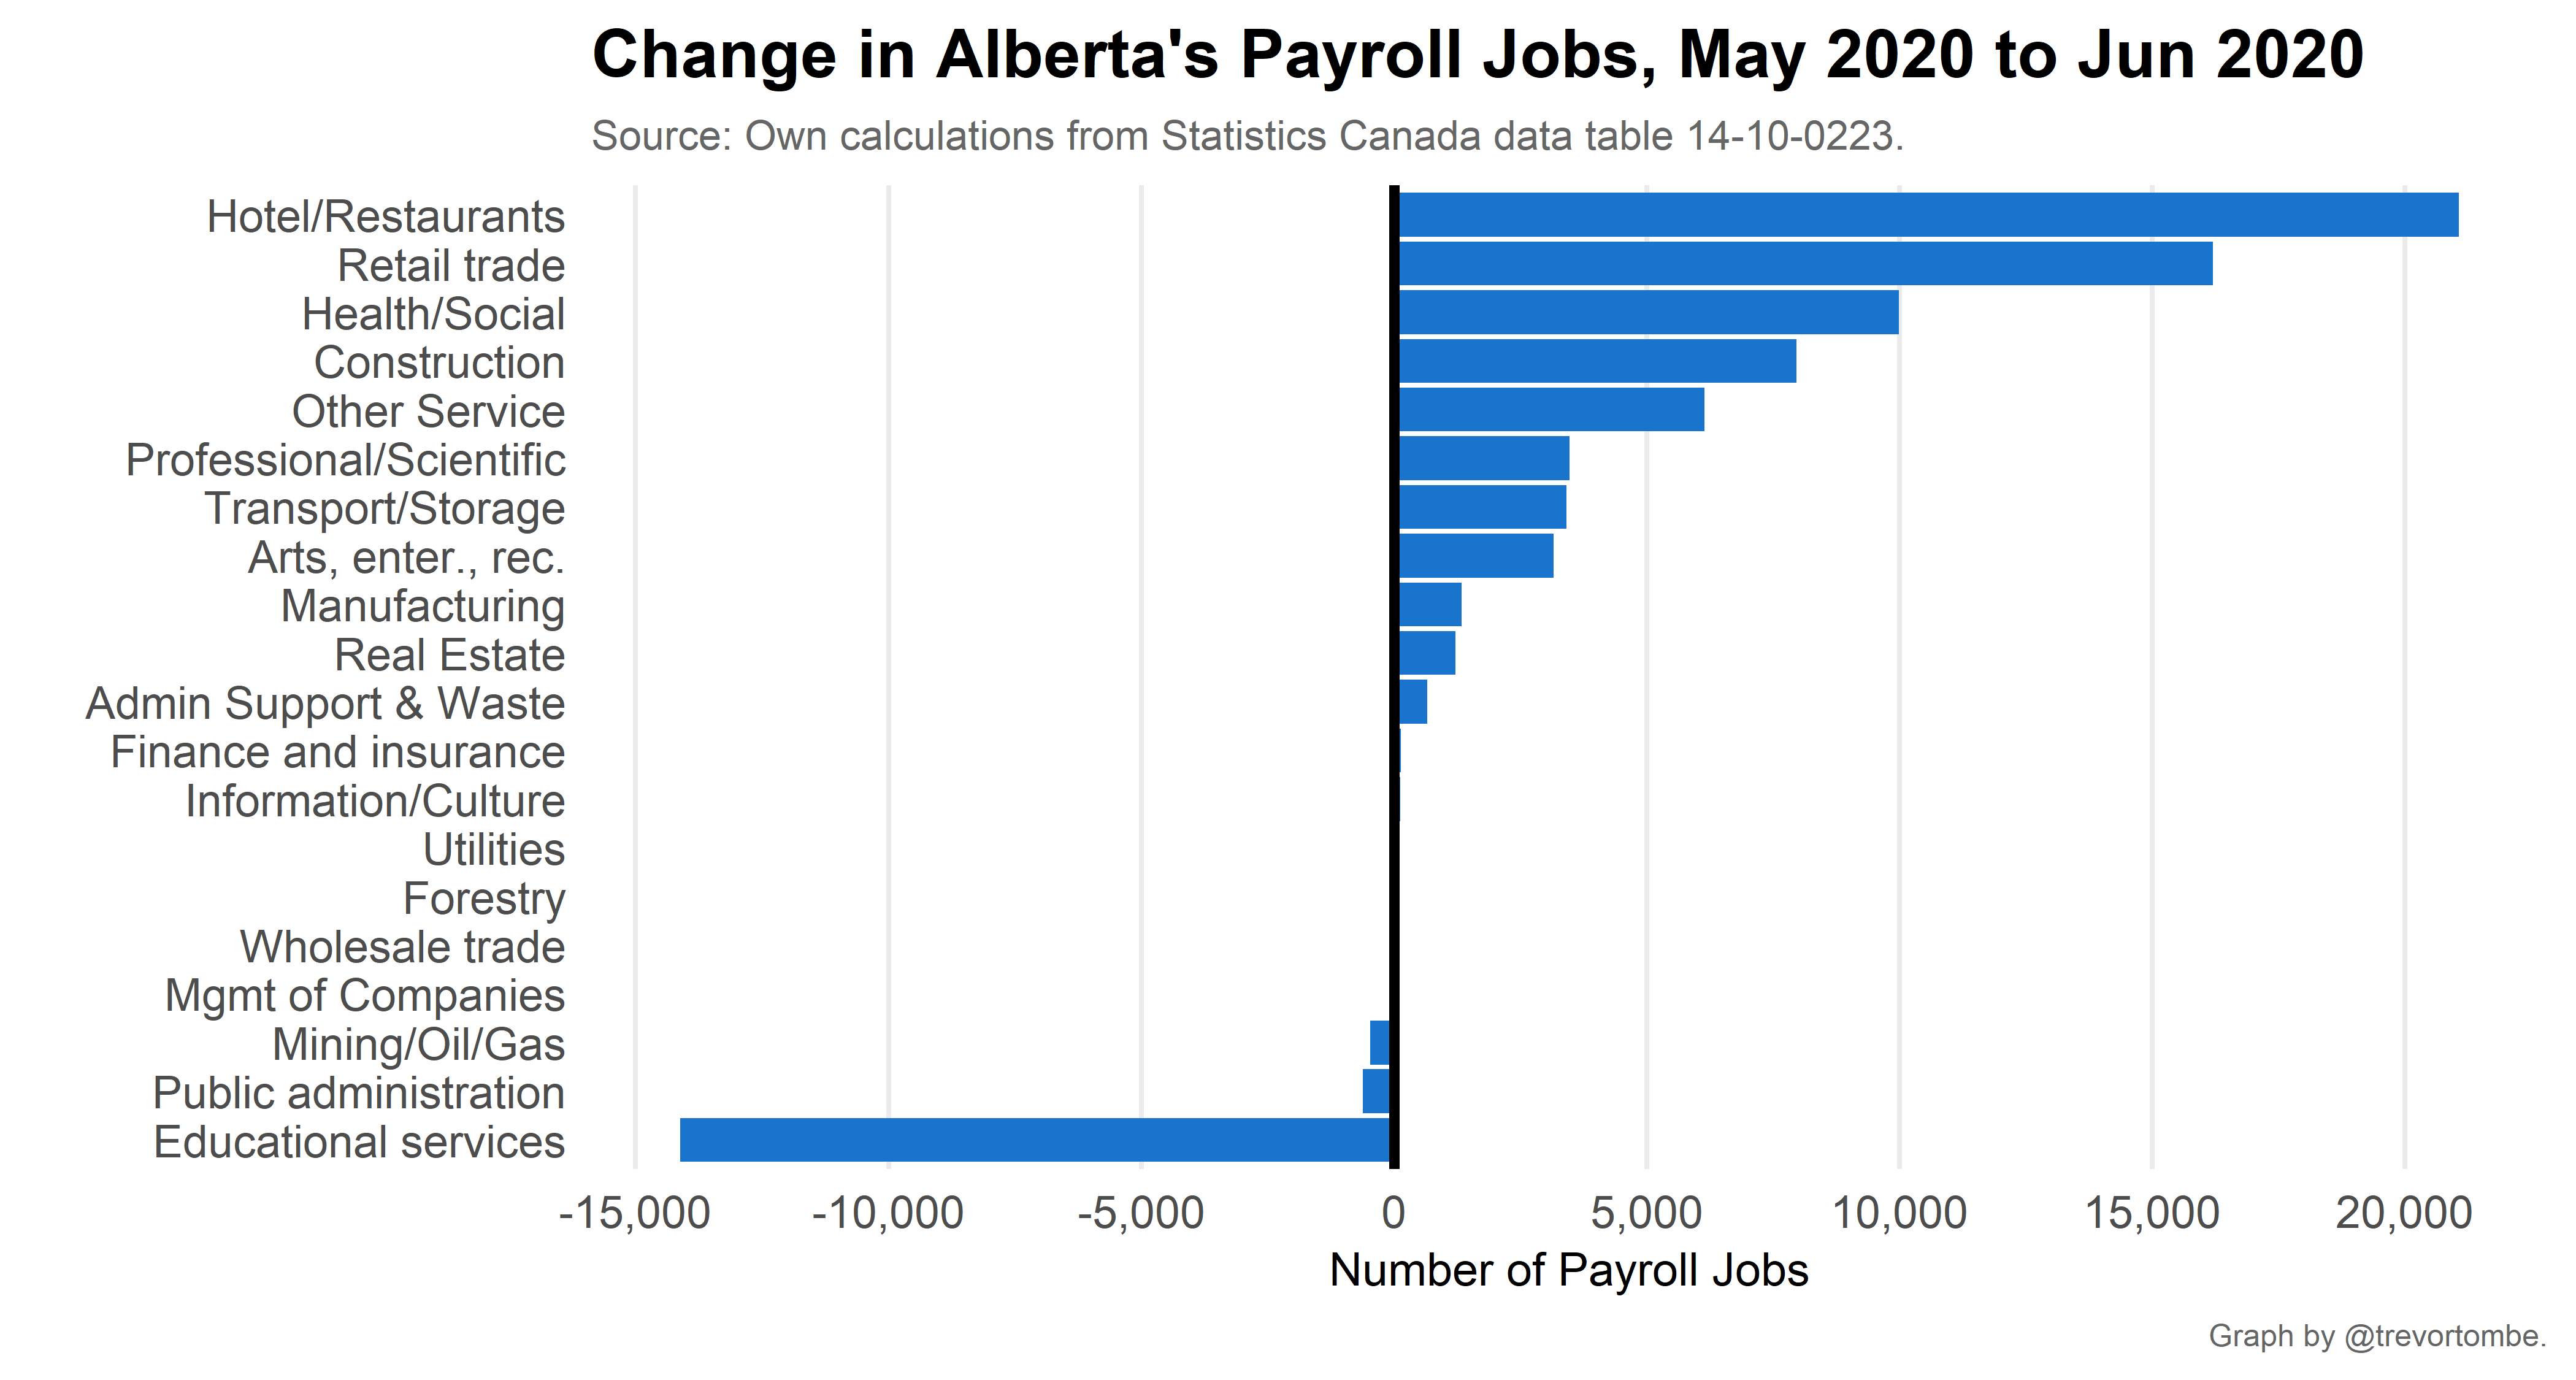 Change in Alberta's Payroll Jobs, May 2020 to Jun 2020
Source: Own calculations from Statistics Canada data table 14-10-0223.
Hotel/Restaurants
Retail trade
Health/Social
Construction
Other Service
Professional/Scientific
Transport/Storage
Arts, enter., rec.
Manufacturing
Real Estate
Admin Support & Waste
Finance and insurance
Information/Culture
Utilities
Forestry
Wholesale trade
Mgmt of Companies
Mining/Oil/Gas
Public administration
Educational services
-15,000 -10,000 -5,000 0 5,000 10,000 15,000 20,000
Number of Payroll Jobs
Graph by @trevortombe.